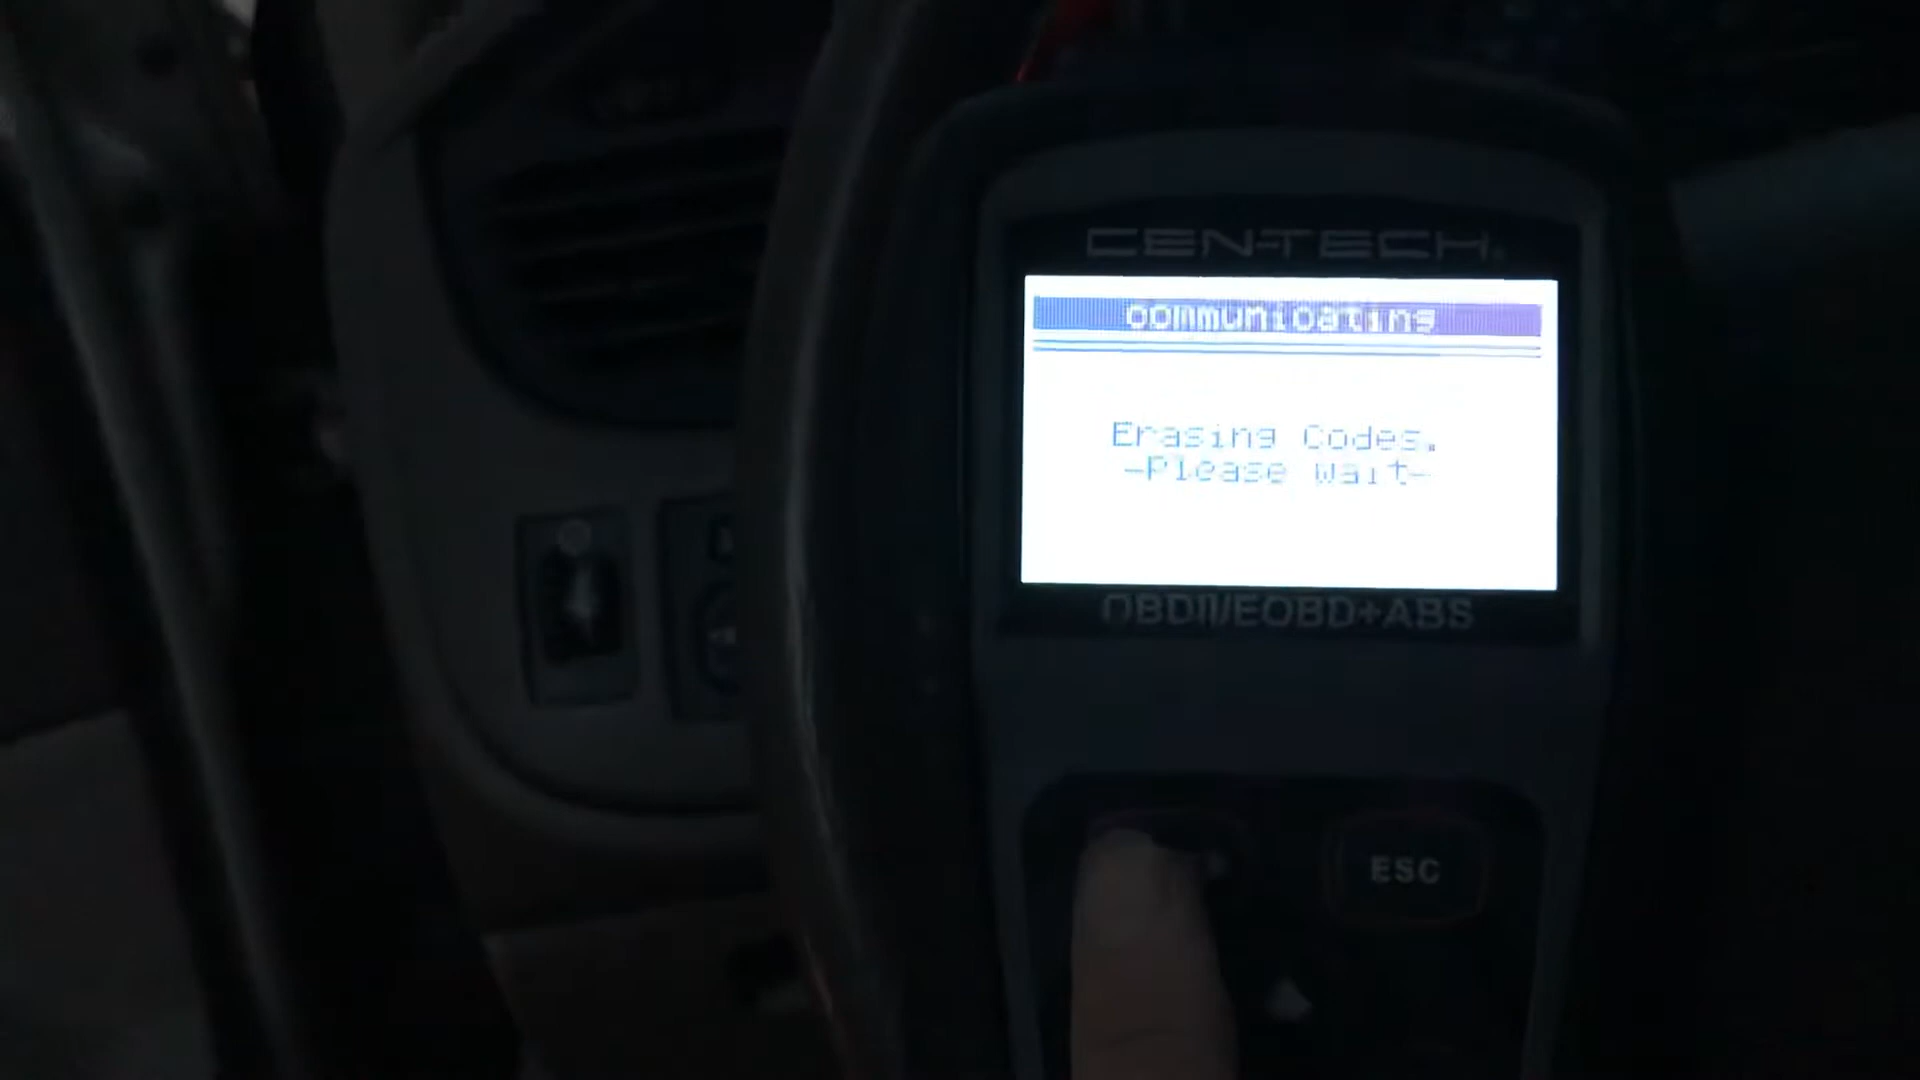 CEN-TECH
communicating
Erasing Codes.
-Please Wait-
OBDII/EOBD+ABS
ESC